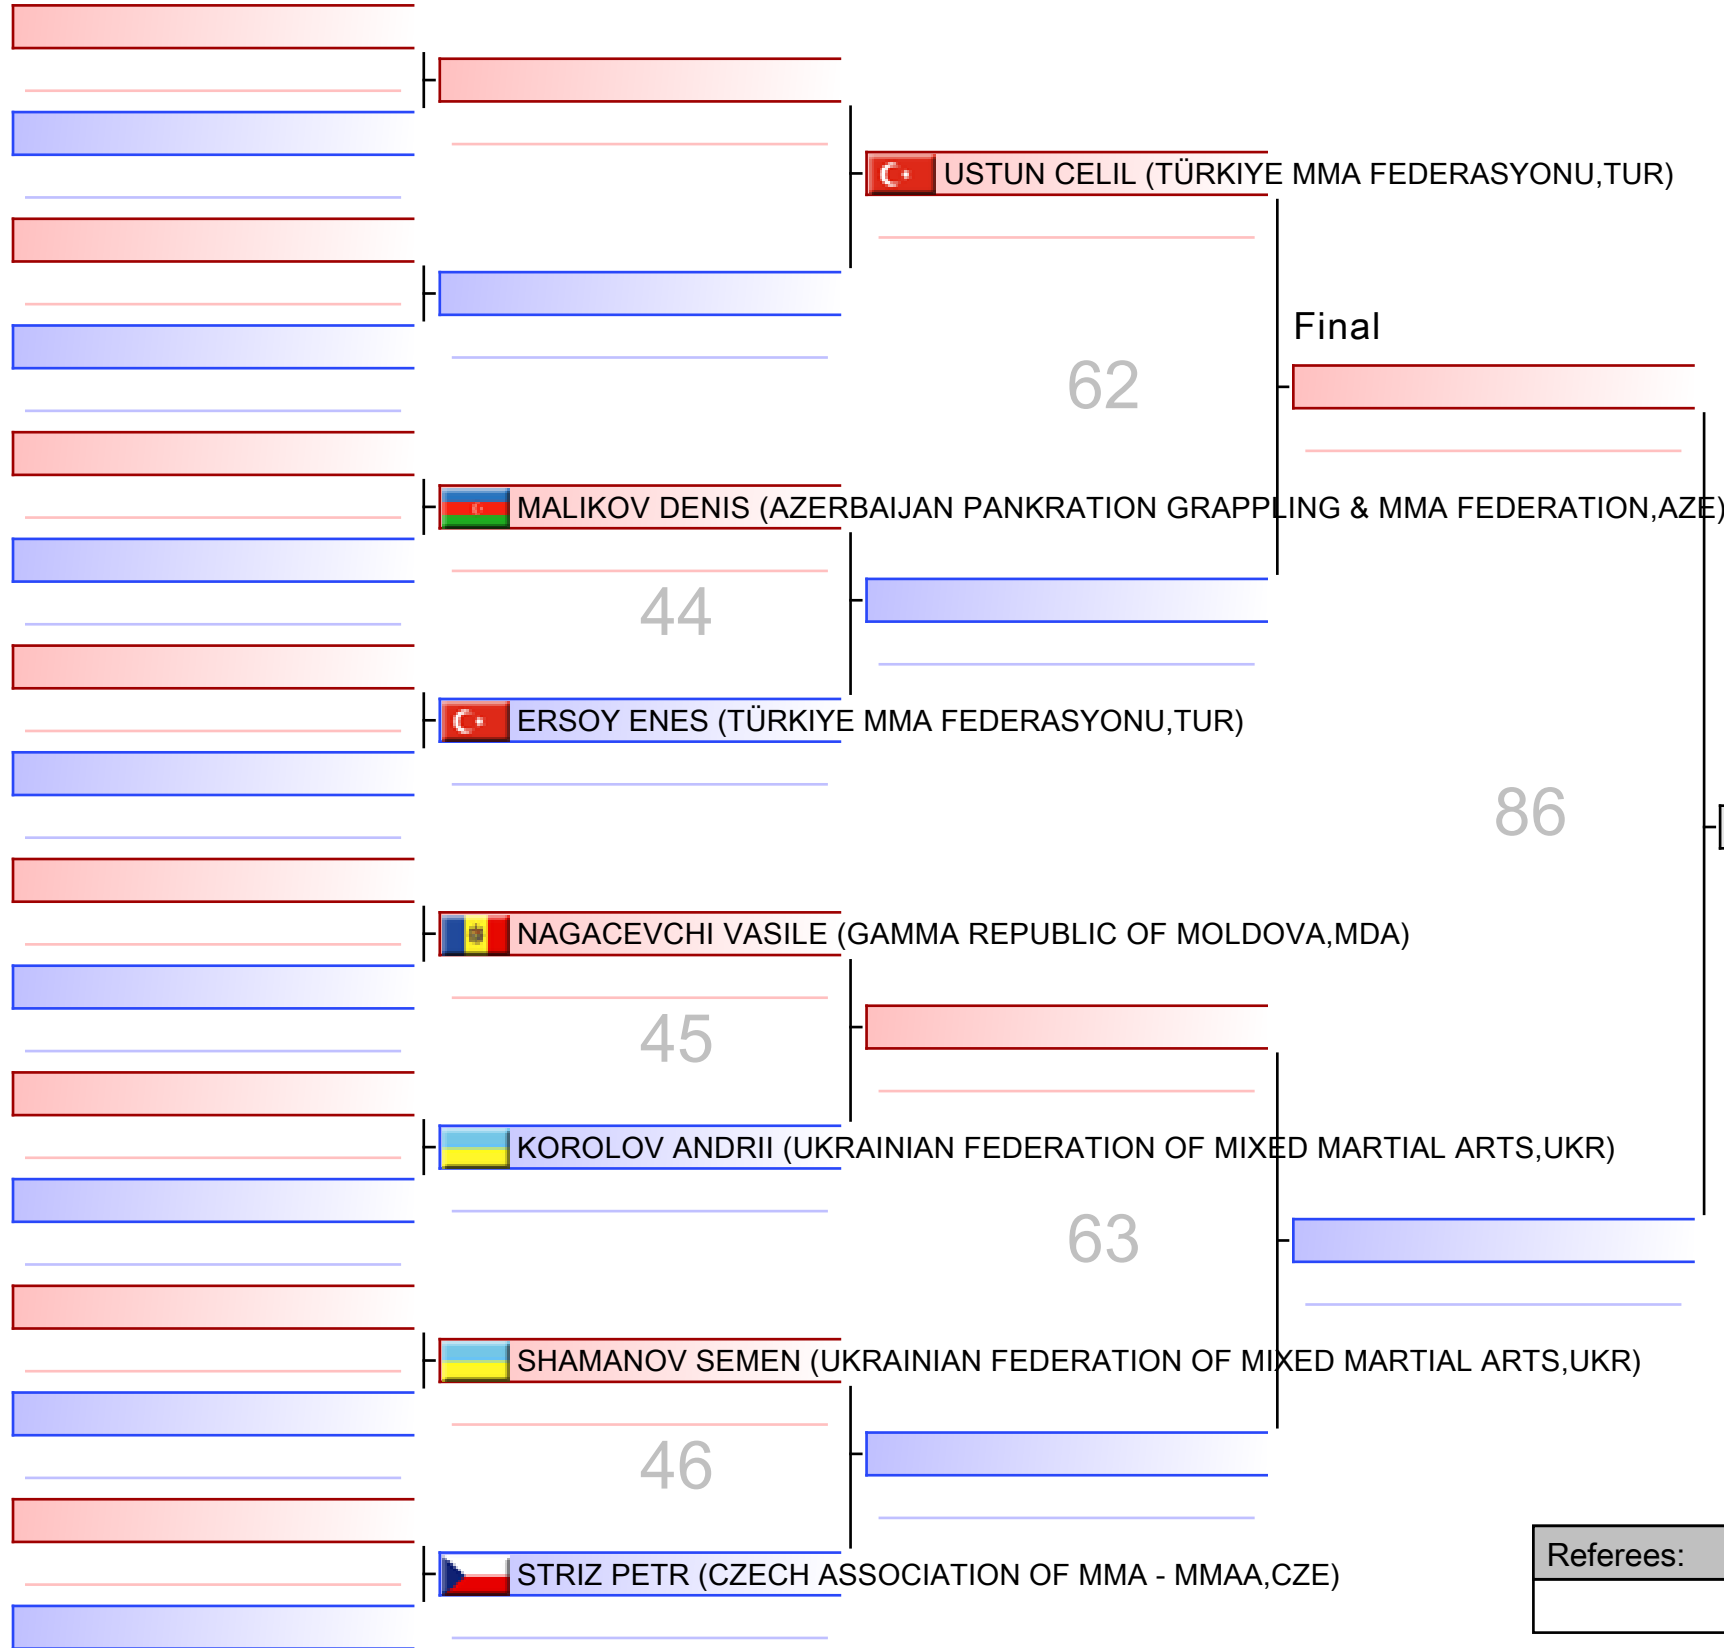 USTUN CELIL (TÜRKIYE MMA FEDERASYONU,TUR)
Final
62
MALIKOV DENIS (AZERBAIJAN PANKRATION GRAPPLING & MMA FEDERATION,AZE)
44
ERSOY ENES (TÜRKIYE MMA FEDERASYONU,TUR)
86
NAGACEVCHI VASILE (GAMMA REPUBLIC OF MOLDOVA,MDA)
45
KOROLOV ANDRII (UKRAINIAN FEDERATION OF MIXED MARTIAL ARTS,UKR)
63
SHAMANOV SEMEN (UKRAINIAN FEDERATION OF MIXED MARTIAL ARTS,UKR)
46
Referees:
STRIZ PETR (CZECH ASSOCIATION OF MMA - MMAA,CZE)